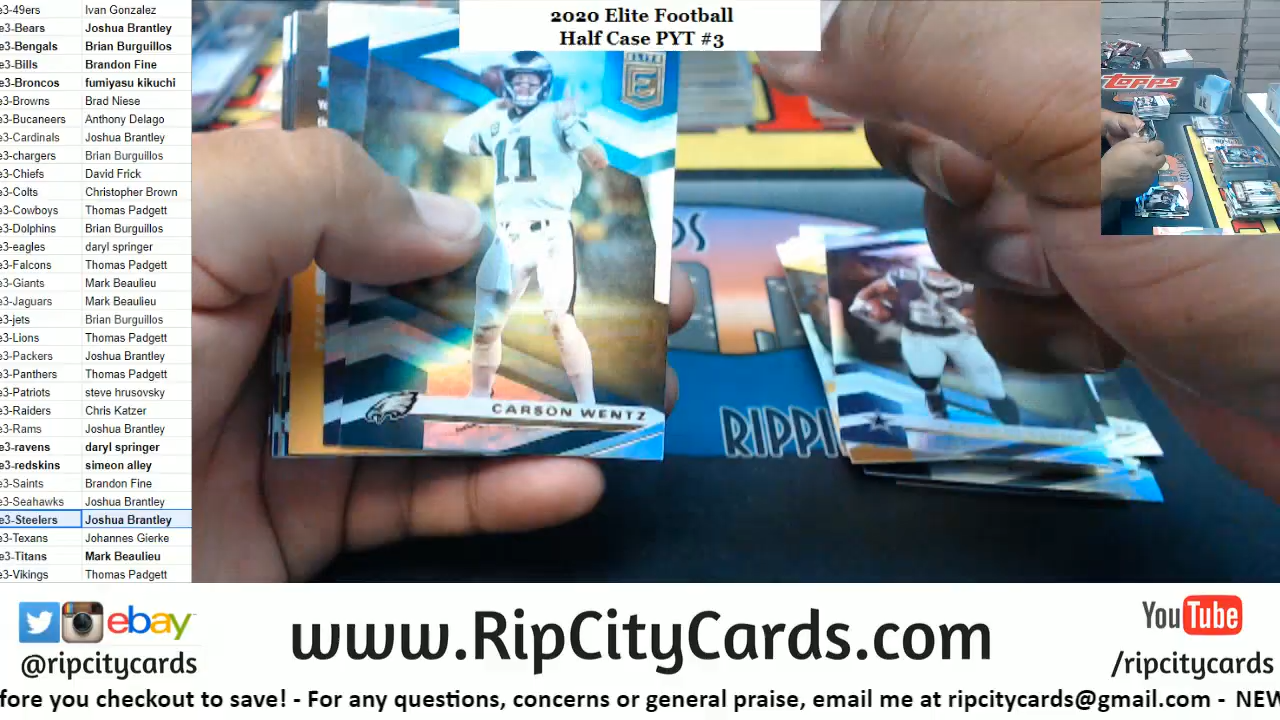 2020 Elite Football
Half Case PYT #3
e3-49ers Ivan Gonzalez
e3-Bears Joshua Brantley
e3-Bengals Brian Burguillos
e3-Bills Brandon Fine
e3-Broncos fumiyasu kikuchi
e3-Browns Brad Niese
e3-Bucaneers Anthony Delago
e3-Cardinals Joshua Brantley
e3-chargers Brian Burguillos
e3-Chiefs David Frick
e3-Colts Christopher Brown
e3-Cowboys Thomas Padgett
e3-Dolphins Brian Burguillos
e3-eagles daryl springer
e3-Falcons Thomas Padgett
e3-Giants Mark Beaulieu
e3-Jaguars Mark Beaulieu
e3-jets Brian Burguillos
e3-Lions Thomas Padgett
e3-Packers Joshua Brantley
e3-Panthers Thomas Padgett
e3-Patriots steve hrusovsky
e3-Raiders Chris Katzer
e3-Rams Joshua Brantley
e3-ravens daryl springer
e3-redskins simeon alley
e3-Saints Brandon Fine
e3-Seahawks Joshua Brantley
e3-Steelers Joshua Brantley
e3-Texans Johannes Gierke
e3-Titans Mark Beaulieu
e3-Vikings Thomas Padgett
E
11
CARSON WENTZ
RIPPI
topps
ebay
@ripcitycards
www.RipCityCards.com
YouTube
/ripcitycards
fore you checkout to save! - For any questions, concerns or general praise, email me at ripcitycards@gmail.com - NEW